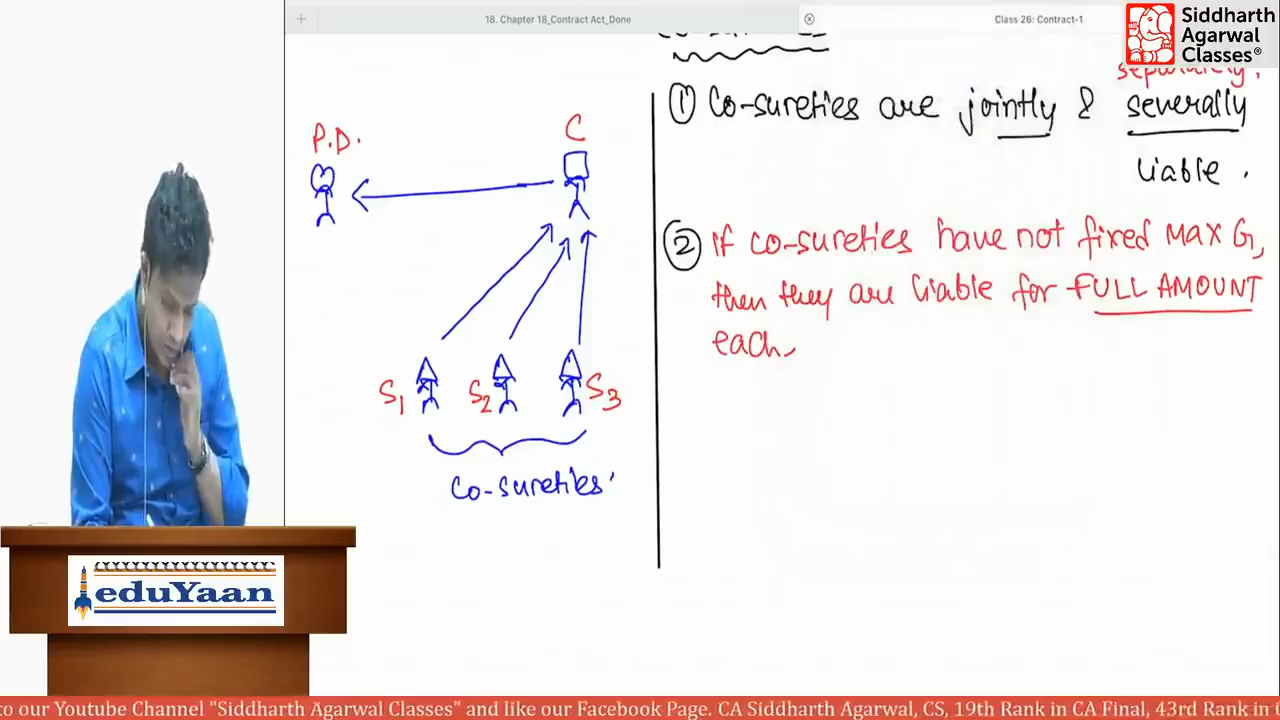 18. Chapter 18_Contract Act_Done
Class 26: Contract-1
Siddharth
Agarwal
Classes®
separately.
① Co-sureties are jointly & severally
liable.
② If co-sureties have not fixed Max G,
then they are liable for FULL AMOUNT
each.
P.D.
C
S1
S2
S3
Co-sureties
eduYaan
to our Youtube Channel "Siddharth Agarwal Classes" and like our Facebook Page. CA Siddharth Agarwal, CS, 19th Rank in CA Final, 43rd Rank in